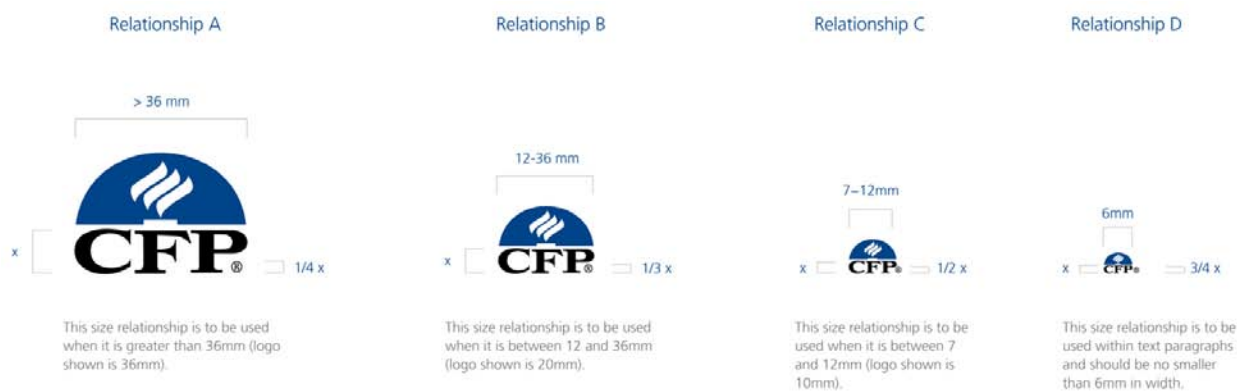 Relationship A
> 36 mm
x
CFP®
1/4 x
This size relationship is to be used
when it is greater than 36mm (logo
shown is 36mm).
Relationship B
12-36 mm
x
CFP®
1/3 x
This size relationship is to be used
when it is between 12 and 36mm
(logo shown is 20mm).
Relationship C
7–12mm
x
CFP®
1/2 x
This size relationship is to be
used when it is between 7
and 12mm (logo shown is
10mm).
Relationship D
6mm
x
CFP®
3/4 x
This size relationship is to be
used within text paragraphs
and should be no smaller
than 6mm in width.